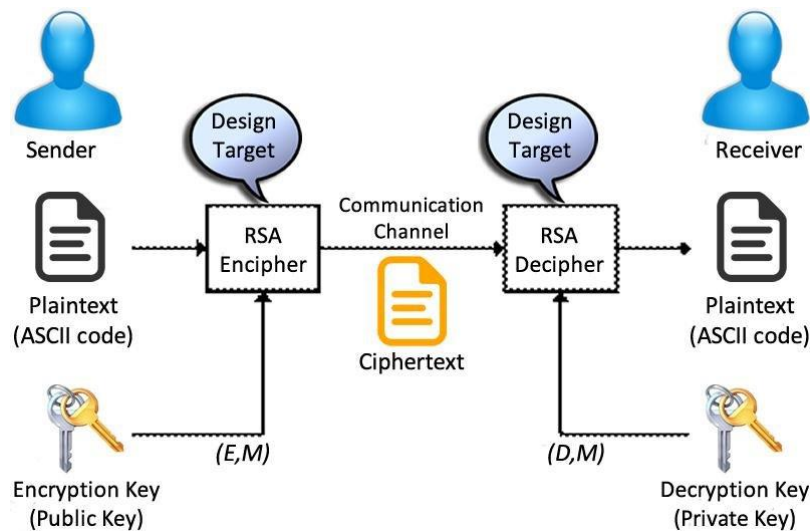 Design
Target
Design
Target
Sender
Receiver
Communication
Channel
RSA
Encipher
RSA
Decipher
Plaintext
(ASCII code)
Ciphertext
Plaintext
(ASCII code)
(E,M)
(D,M)
Encryption Key
(Public Key)
Decryption Key
(Private Key)